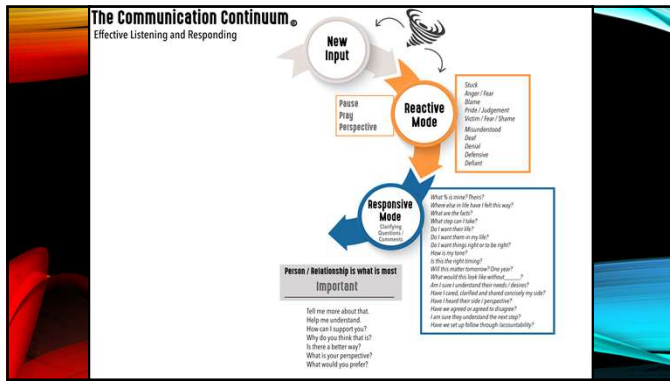 The Communication Continuum ©
Effective Listening and Responding
New
Input
Pause
Pray
Perspective
Reactive
Mode
Stuck
Anger / Fear
Blame
Pride / Judgement
Victim / Fear / Shame
Misunderstood
Deaf
Denial
Defensive
Defiant
Responsive
Mode
Clarifying
Questions /
Comments
What % is mine? Theirs?
Where else in life have I felt this way?
What are the facts?
What step can I take?
Do I want their life?
Do I want them in my life?
Do I want things right or to be right?
How is my tone?
Is this the right timing?
Will this matter tomorrow? One year?
What would this look like without_____?
Am I sure I understand their needs / desires?
Have I cared, clarified and shared concisely my side?
Have I heard their side / perspective?
Have we agreed or agreed to disagree?
I am sure they understand the next step?
Have we set up follow through /accountability?
Person / Relationship is what is most
Important
Tell me more about that.
Help me understand.
How can I support you?
Why do you think that is?
Is there a better way?
What is your perspective?
What would you prefer?